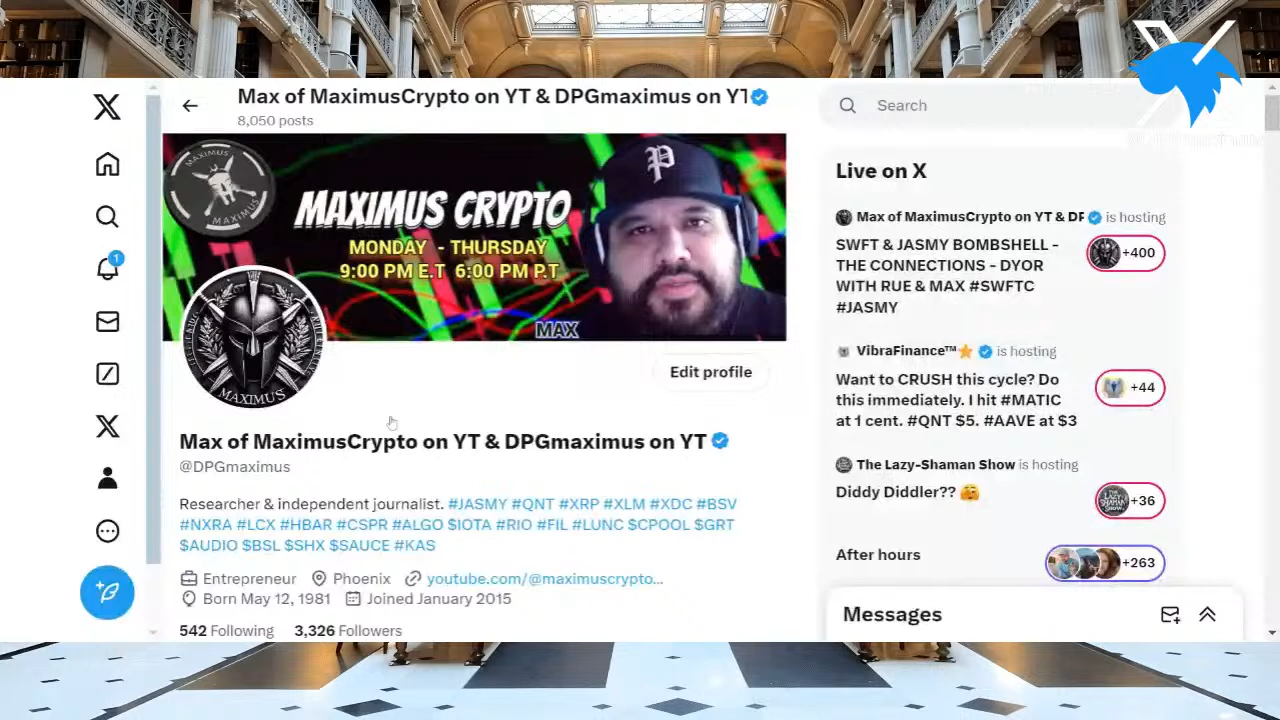 Max of MaximusCrypto on YT & DPGmaximus on YT
8,050 posts
MAXIMUS
MAXIMUS
MAXIMUS CRYPTO
MONDAY - THURSDAY
9:00 PM E.T 6:00 PM P.T
P
MAX
MAXIMUS
Edit profile
Max of MaximusCrypto on YT & DPGmaximus on YT
@DPGmaximus
Researcher & independent journalist. #JASMY #QNT #XRP #XLM #XDC #BSV
#NXRA #LCX #HBAR #CSPR #ALGO $IOTA #RIO #FIL #LUNC $CPOOL $GRT
$AUDIO $BSL $SHX $SAUCE #KAS
Entrepreneur Phoenix youtube.com/@maximuscrypto...
Born May 12, 1981 Joined January 2015
542 Following 3,326 Followers
1
Search
Live on X
Max of MaximusCrypto on YT & DP is hosting
SWFT & JASMY BOMBSHELL -
THE CONNECTIONS - DYOR
WITH RUE & MAX #SWFTC
#JASMY
+400
VibraFinance™ is hosting
Want to CRUSH this cycle? Do
this immediately. I hit #MATIC
at 1 cent. #QNT $5. #AAVE at $3
+44
The Lazy-Shaman Show is hosting
Diddy Diddler??
+36
After hours
+263
Messages